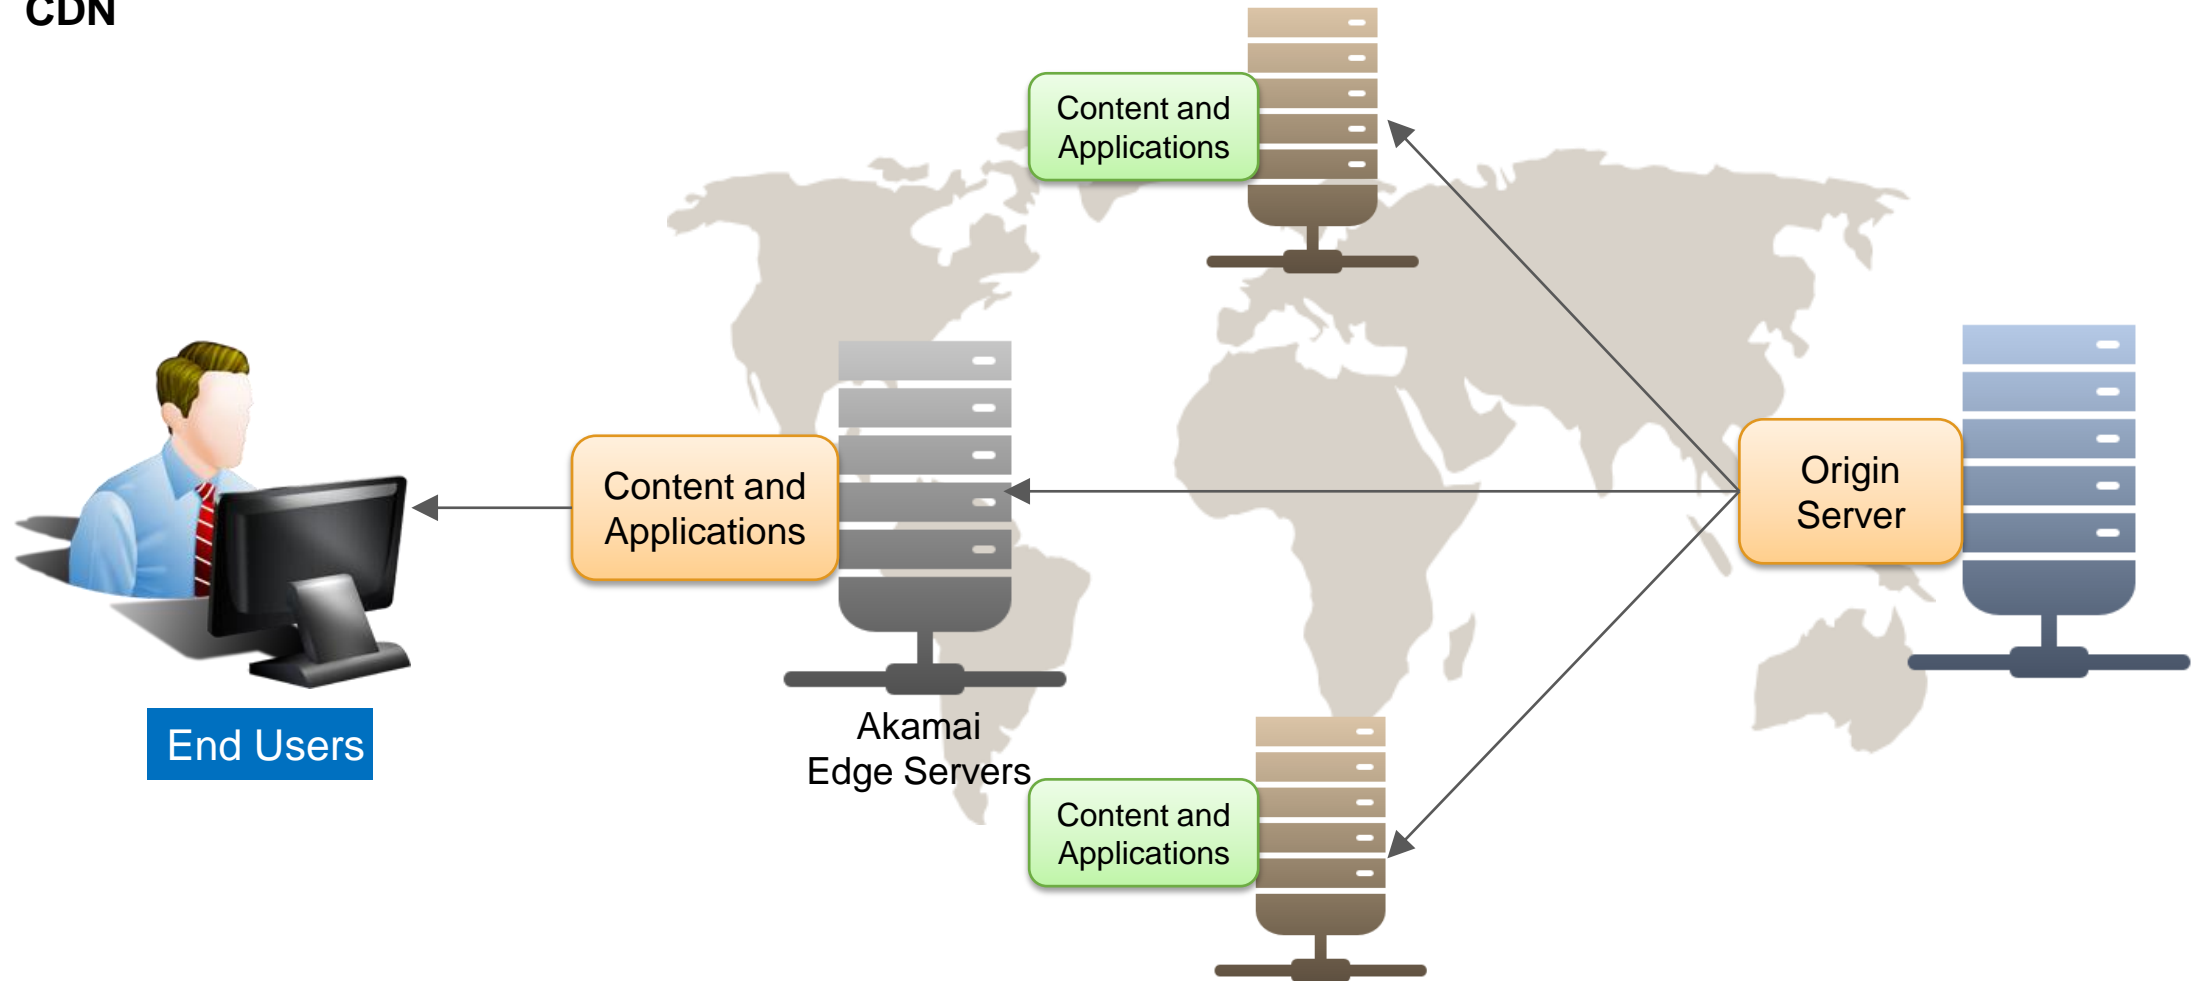 CDN
Content and
Applications
Content and
Applications
Origin
Server
End Users
Akamai
Edge Servers
Content and
Applications